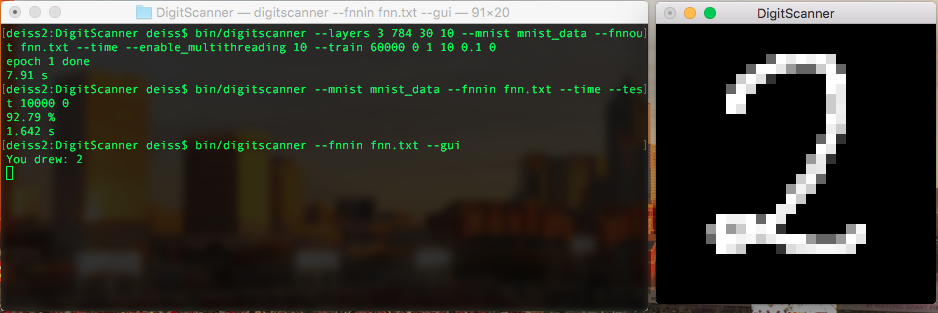 DigitScanner — digitscanner --fnnin fnn.txt --gui — 91×20
[deiss2:DigitScanner deiss$ bin/digitscanner --layers 3 784 30 10 --mnist mnist_data --fnnou]
t fnn.txt --time --enable_multithreading 10 --train 60000 0 1 10 0.1 0
epoch 1 done
7.91 s
[deiss2:DigitScanner deiss$ bin/digitscanner --mnist mnist_data --fnnin fnn.txt --time --tes]
t 10000 0
92.79 %
1.642 s
[deiss2:DigitScanner deiss$ bin/digitscanner --fnnin fnn.txt --gui ]
You drew: 2
DigitScanner
2